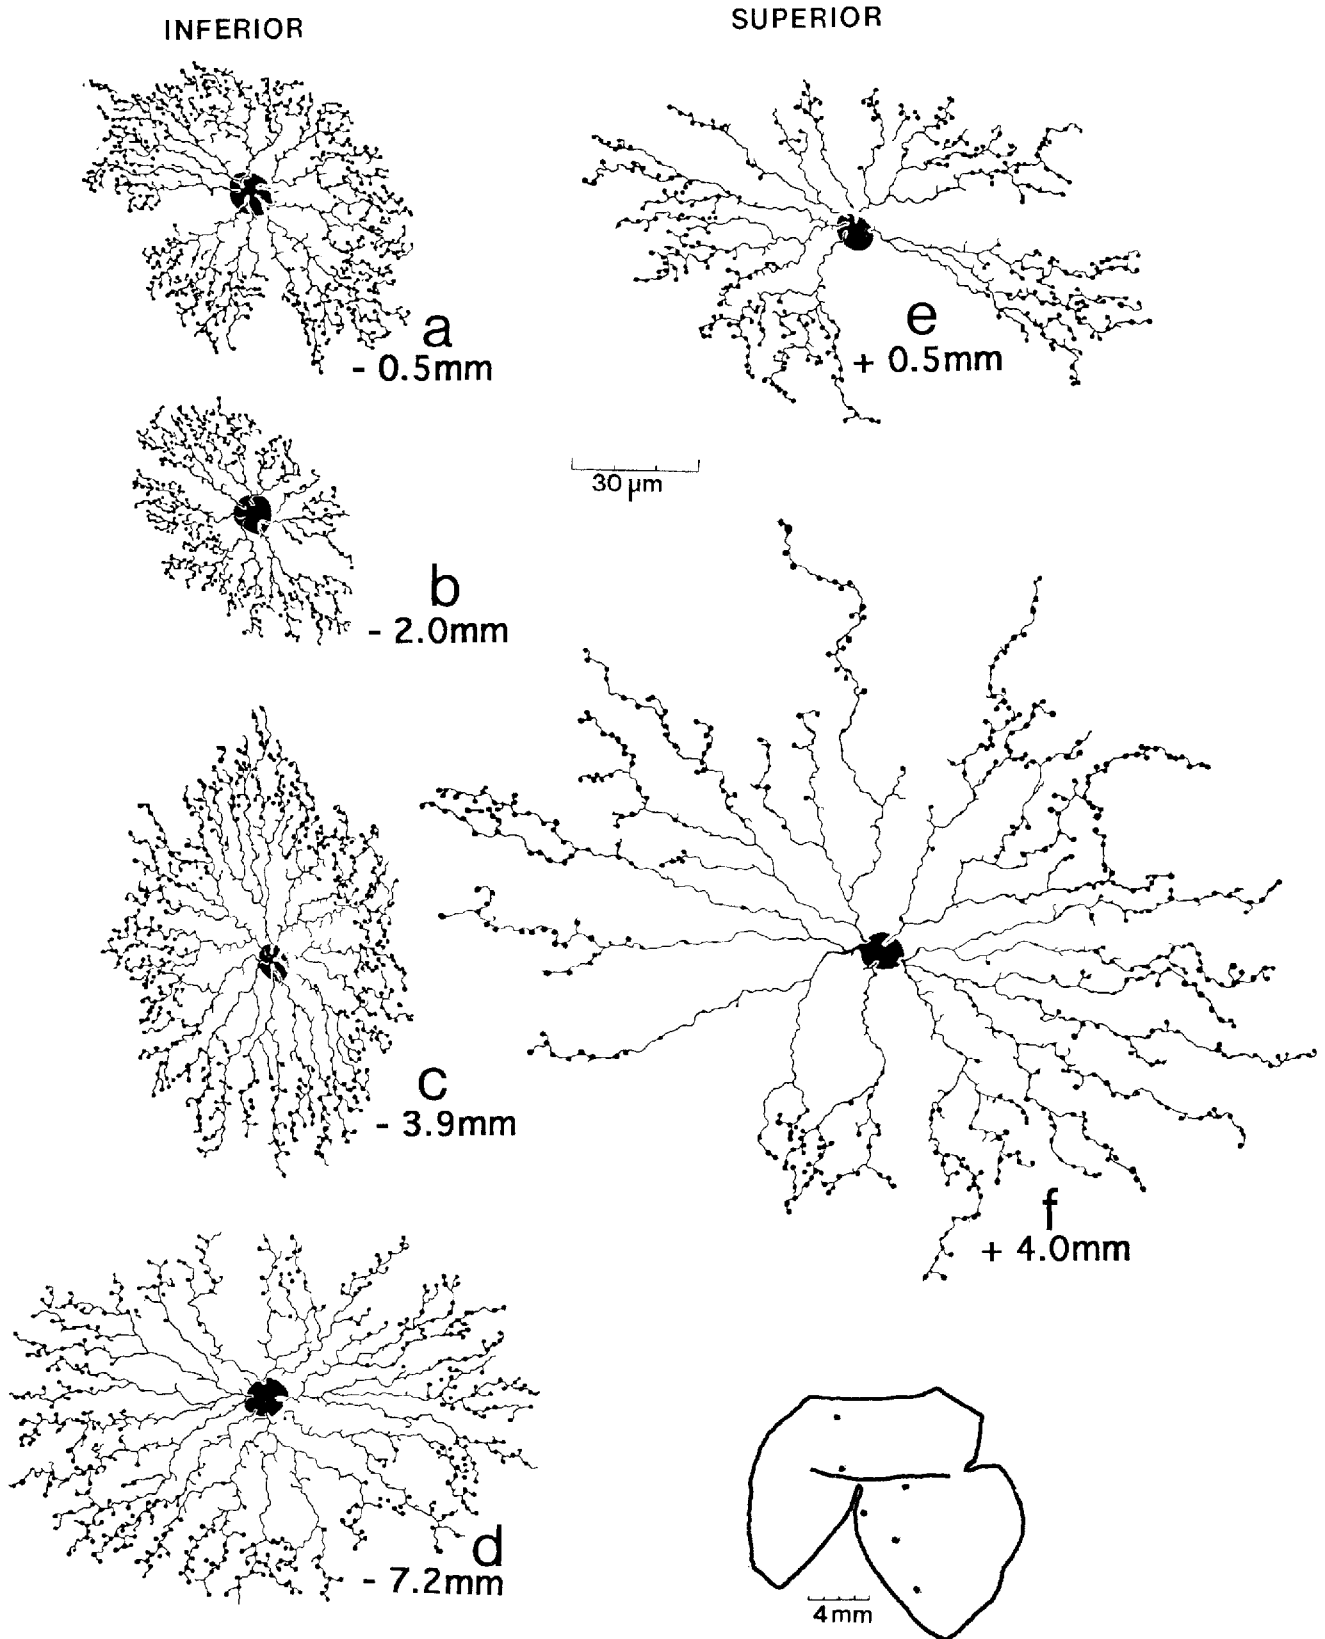 INFERIOR
SUPERIOR
a
- 0.5mm
e
+ 0.5mm
30 µm
b
- 2.0mm
c
- 3.9mm
f
+ 4.0mm
d
- 7.2mm
4mm